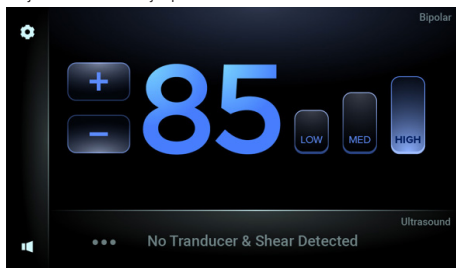 Bipolar
+
85
−
LOW
MED
HIGH
Ultrasound
No Tranducer & Shear Detected